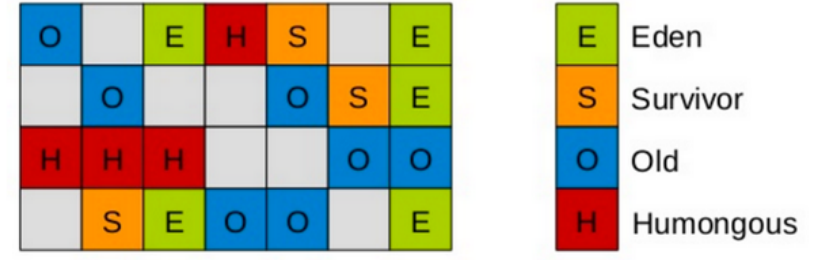 O E H S E
O O S E
H H H O O
S E O O E
E Eden
S Survivor
O Old
H Humongous